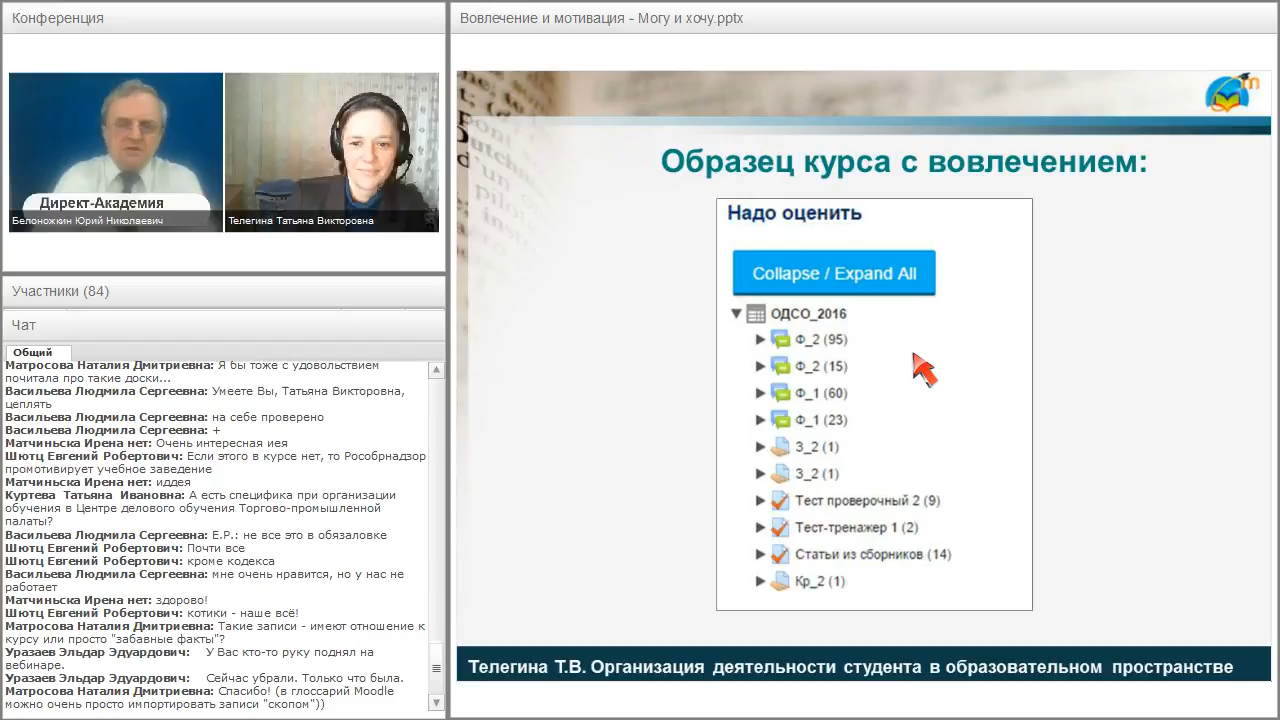 Конференция
Директ-Академия
Белоножкин Юрий Николаевич
Телегина Татьяна Викторовна
Участники (84)
Чат
Общий
Матросова Наталия Дмитриевна: Я бы тоже с удовольствием
почитала про такие доски...
Васильева Людмила Сергеевна: Умеете Вы, Татьяна Викторовна,
цеплять
Васильева Людмила Сергеевна: на себе проверено
Васильева Людмила Сергеевна: +
Матчиньска Ирена нет: Очень интересная иея
Шютц Евгений Робертович: Если этого в курсе нет, то Рособрнадзор
промотивирует учебное заведение
Матчиньска Ирена нет: иддея
Куртева Татьяна Ивановна: А есть специфика при организации
обучения в Центре делового обучения Торгово-промышленной
палаты?
Васильева Людмила Сергеевна: Е.Р.: не все это в обязаловке
Шютц Евгений Робертович: Почти все
Шютц Евгений Робертович: кроме кодекса
Васильева Людмила Сергеевна: мне очень нравится, но у нас не
работает
Матчиньска Ирена нет: здорово!
Шютц Евгений Робертович: котики - наше всё!
Матросова Наталия Дмитриевна: Такие записи - имеют отношение к
курсу или просто "забавные факты"?
Уразаев Эльдар Эдуардович: У Вас кто-то руку поднял на
вебинаре.
Уразаев Эльдар Эдуардович: Сейчас убрали. Только что была.
Матросова Наталия Дмитриевна: Спасибо! (в глоссарий Moodle
можно очень просто импортировать записи "скопом"))
Вовлечение и мотивация - Могу и хочу.pptx
Образец курса с вовлечением:
Надо оценить
Collapse / Expand All
ОДСО_2016
Ф_2 (95)
Ф_2 (15)
Ф_1 (60)
Ф_1 (23)
З_2 (1)
З_2 (1)
Тест проверочный 2 (9)
Тест-тренажер 1 (2)
Статьи из сборников (14)
Кр_2 (1)
Телегина Т.В. Организация деятельности студента в образовательном пространстве